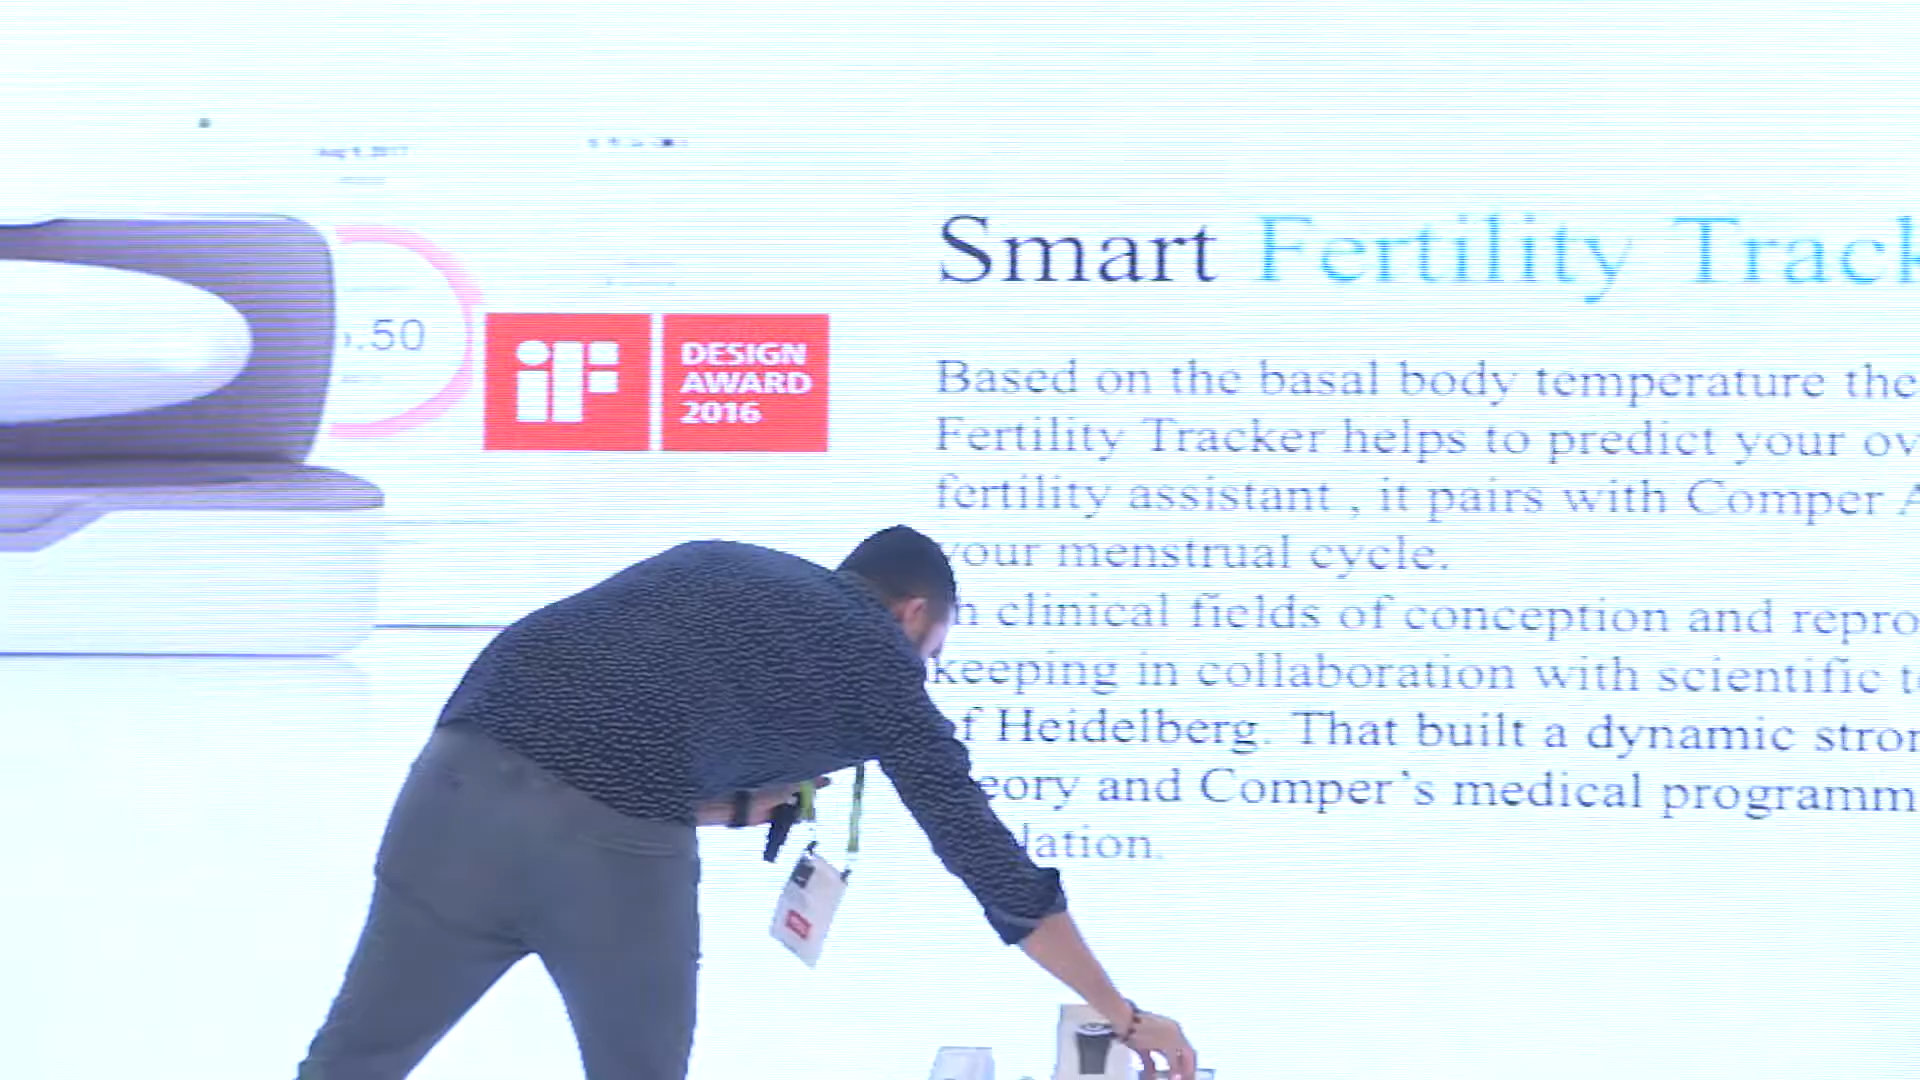 Smart Fertility Track
.50
DESIGN
AWARD
2016
Based on the basal body temperature the
Fertility Tracker helps to predict your ov
fertility assistant , it pairs with Comper A
your menstrual cycle.
n clinical fields of conception and repro
keeping in collaboration with scientific t
of Heidelberg. That built a dynamic stron
eory and Comper's medical programm
lation.